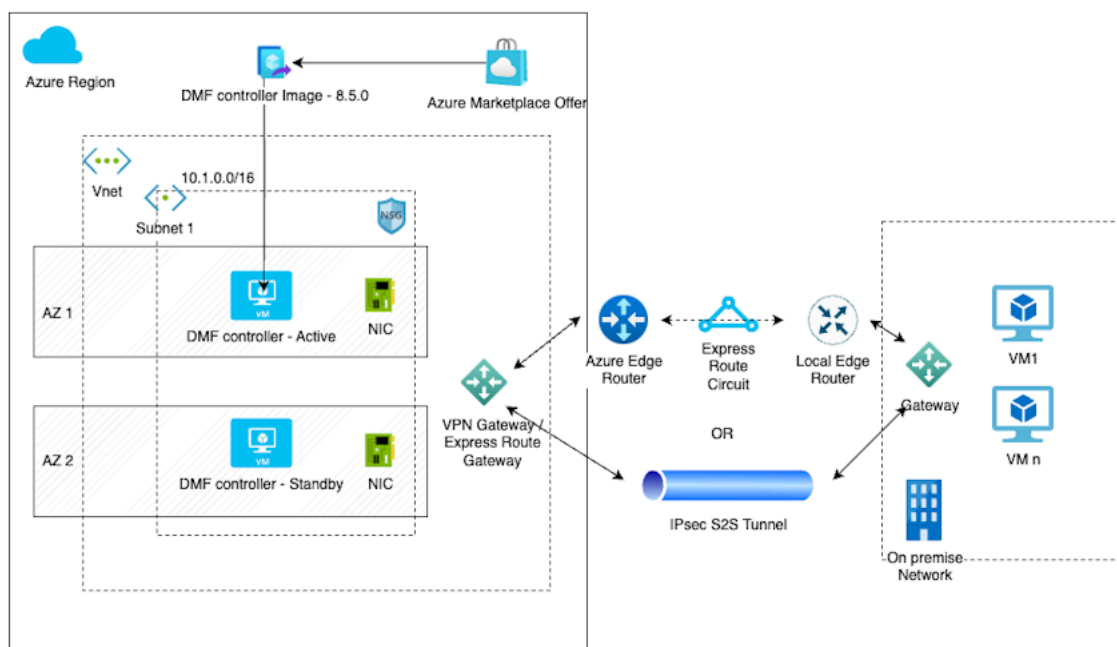 Azure Region
DMF controller Image - 8.5.0
Azure Marketplace Offer
Vnet
10.1.0.0/16
Subnet 1
NSG
AZ 1
VM
DMF controller - Active
NIC
AZ 2
VM
DMF controller - Standby
NIC
VPN Gateway /
Express Route
Gateway
Azure Edge
Router
Express
Route
Circuit
Local Edge
Router
OR
IPsec S2S Tunnel
Gateway
VM1
VM n
On premise
Network